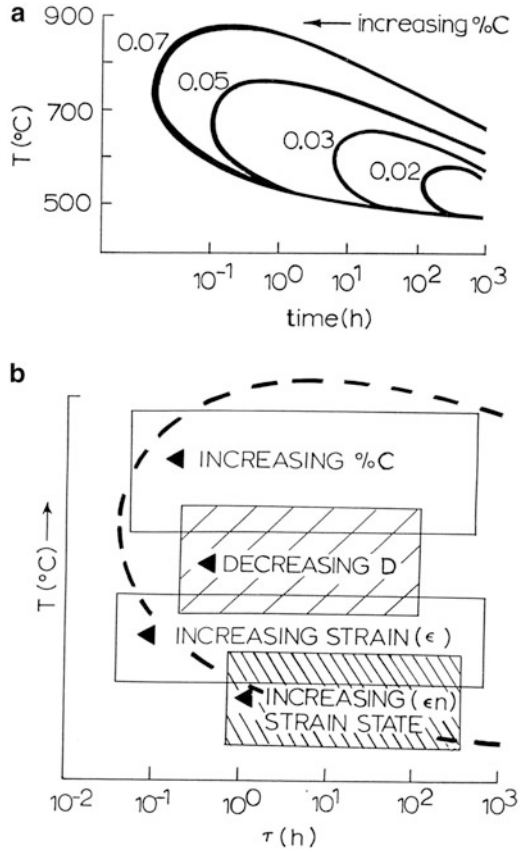 a
900
700
500
T (°C)
0.07
0.05
0.03
0.02
← increasing %C
10⁻¹ 10⁰ 10¹ 10² 10³
time(h)
b
T (°C) →
◄ INCREASING %C
◄ DECREASING D
◄ INCREASING STRAIN (ϵ)
◄ INCREASING (ϵn)
STRAIN STATE
10⁻² 10⁻¹ 10⁰ 10¹ 10² 10³
τ(h)